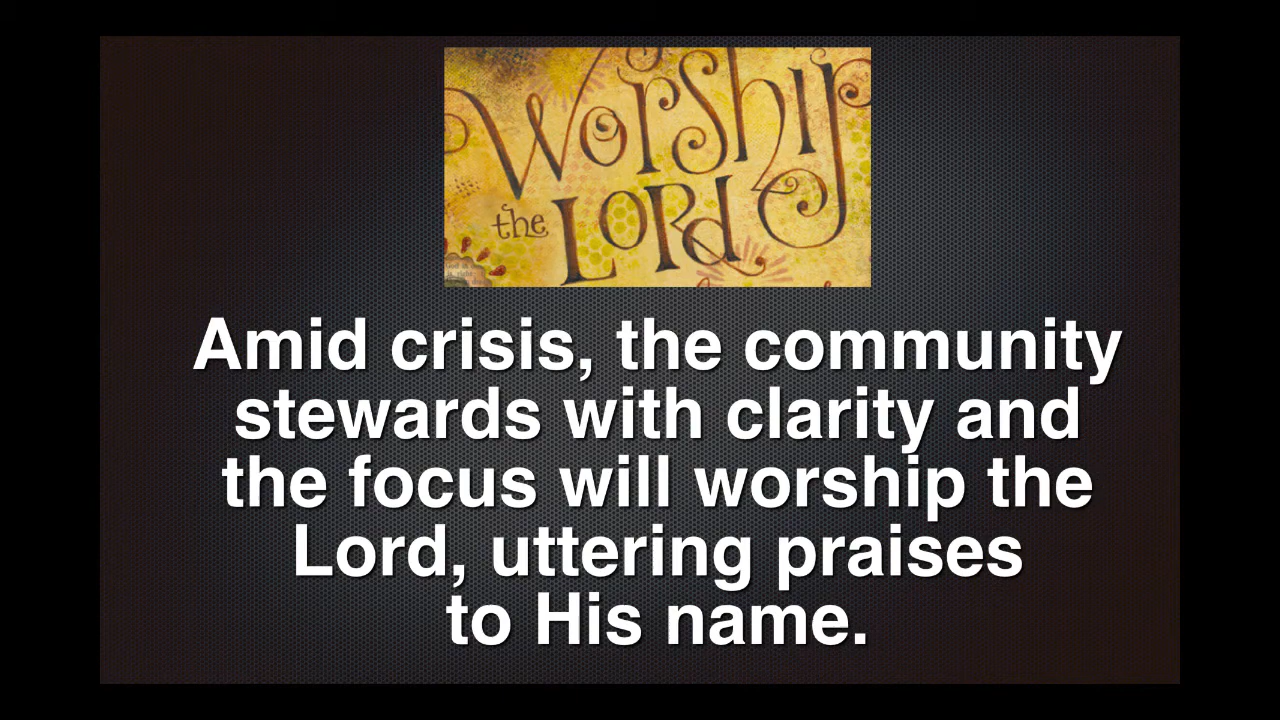 Worship
the LORD
Amid crisis, the community
stewards with clarity and
the focus will worship the
Lord, uttering praises
to His name.